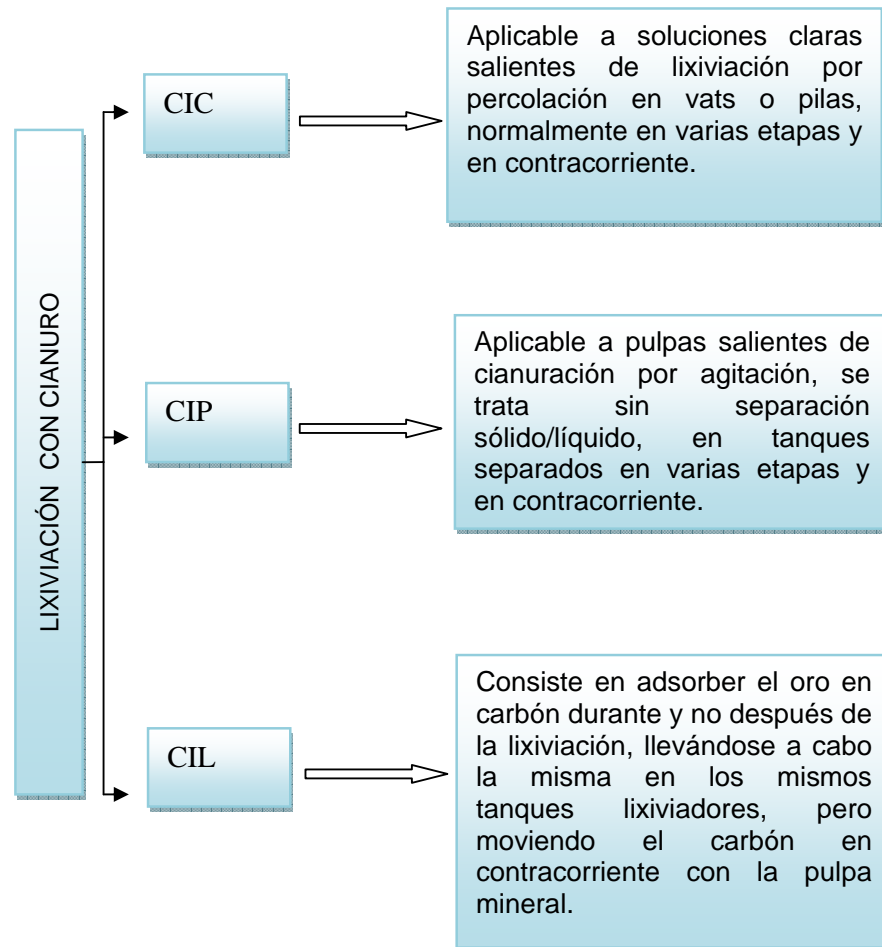 LIXIVIACIÓN CON CIANURO
CIC
Aplicable a soluciones claras
salientes de lixiviación por
percolación en vats o pilas,
normalmente en varias etapas y
en contracorriente.
CIP
Aplicable a pulpas salientes de
cianuración por agitación, se
trata sin separación
sólido/líquido, en tanques
separados en varias etapas y
en contracorriente.
CIL
Consiste en adsorber el oro en
carbón durante y no después de
la lixiviación, llevándose a cabo
la misma en los mismos
tanques lixiviadores, pero
moviendo el carbón en
contracorriente con la pulpa
mineral.